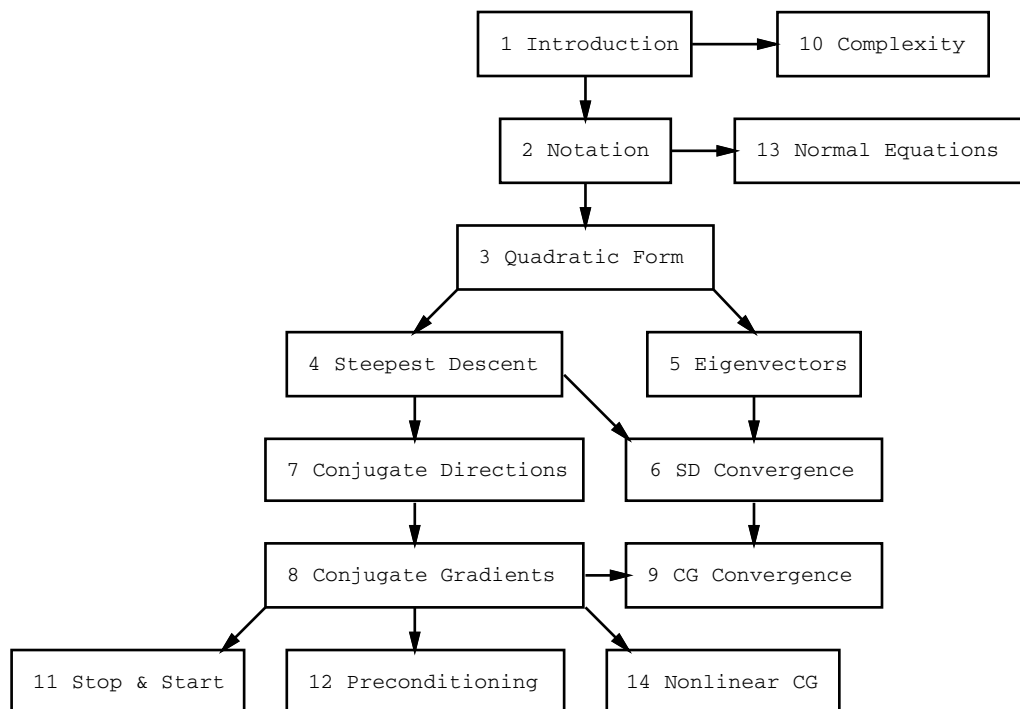 1 Introduction
10 Complexity
2 Notation
13 Normal Equations
3 Quadratic Form
4 Steepest Descent
5 Eigenvectors
7 Conjugate Directions
6 SD Convergence
8 Conjugate Gradients
9 CG Convergence
11 Stop & Start
12 Preconditioning
14 Nonlinear CG